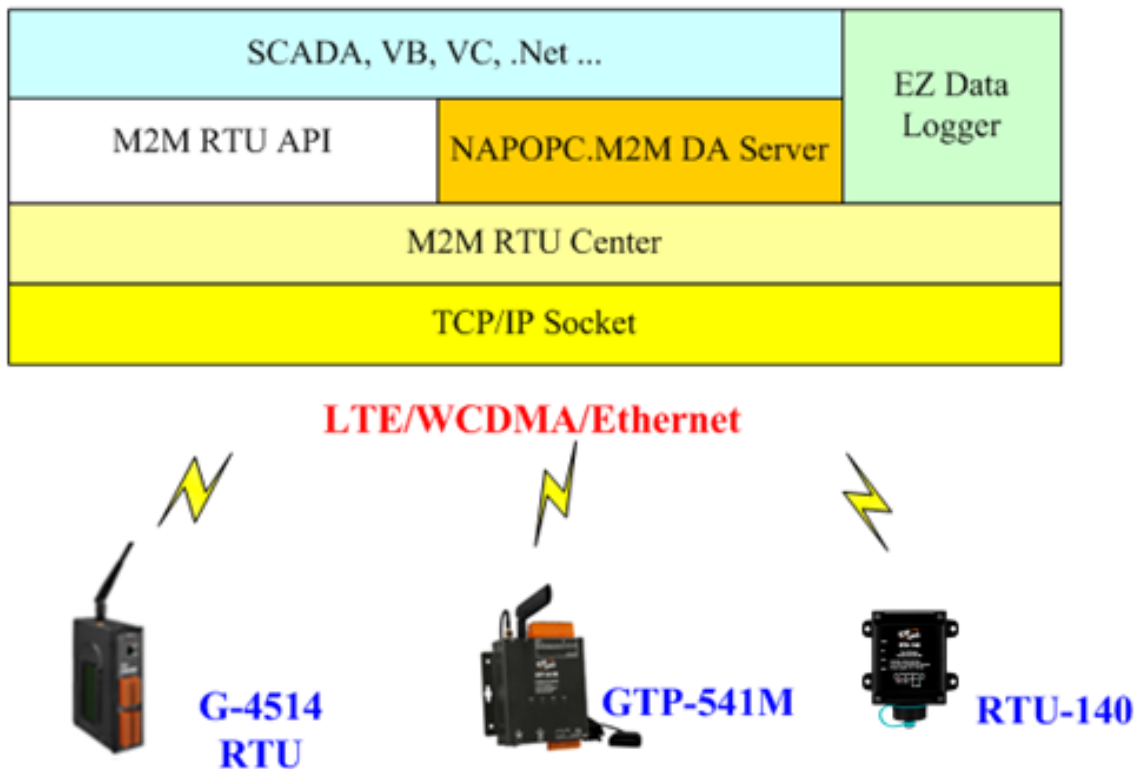 SCADA, VB, VC, .Net ...
EZ Data
Logger
M2M RTU API
NAPOPC.M2M DA Server
M2M RTU Center
TCP/IP Socket
LTE/WCDMA/Ethernet
G-4514
RTU
GTP-541M
RTU-140